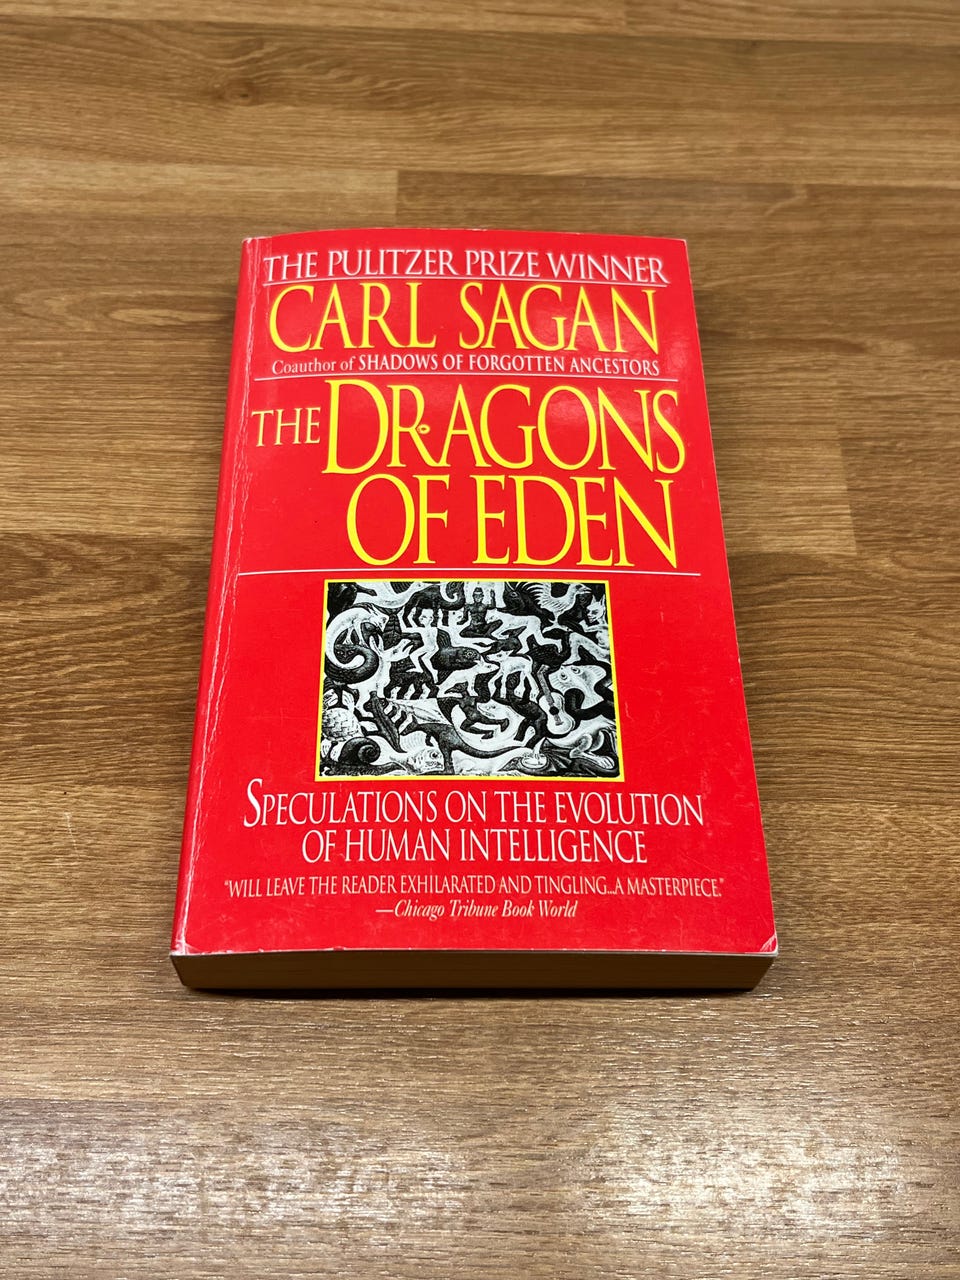 THE PULITZER PRIZE WINNER
CARL SAGAN
Coauthor of SHADOWS OF FORGOTTEN ANCESTORS
THE DRAGONS
OF EDEN
SPECULATIONS ON THE EVOLUTION
OF HUMAN INTELLIGENCE
"WILL LEAVE THE READER EXHILARATED AND TINGLING...A MASTERPIECE."
—Chicago Tribune Book World